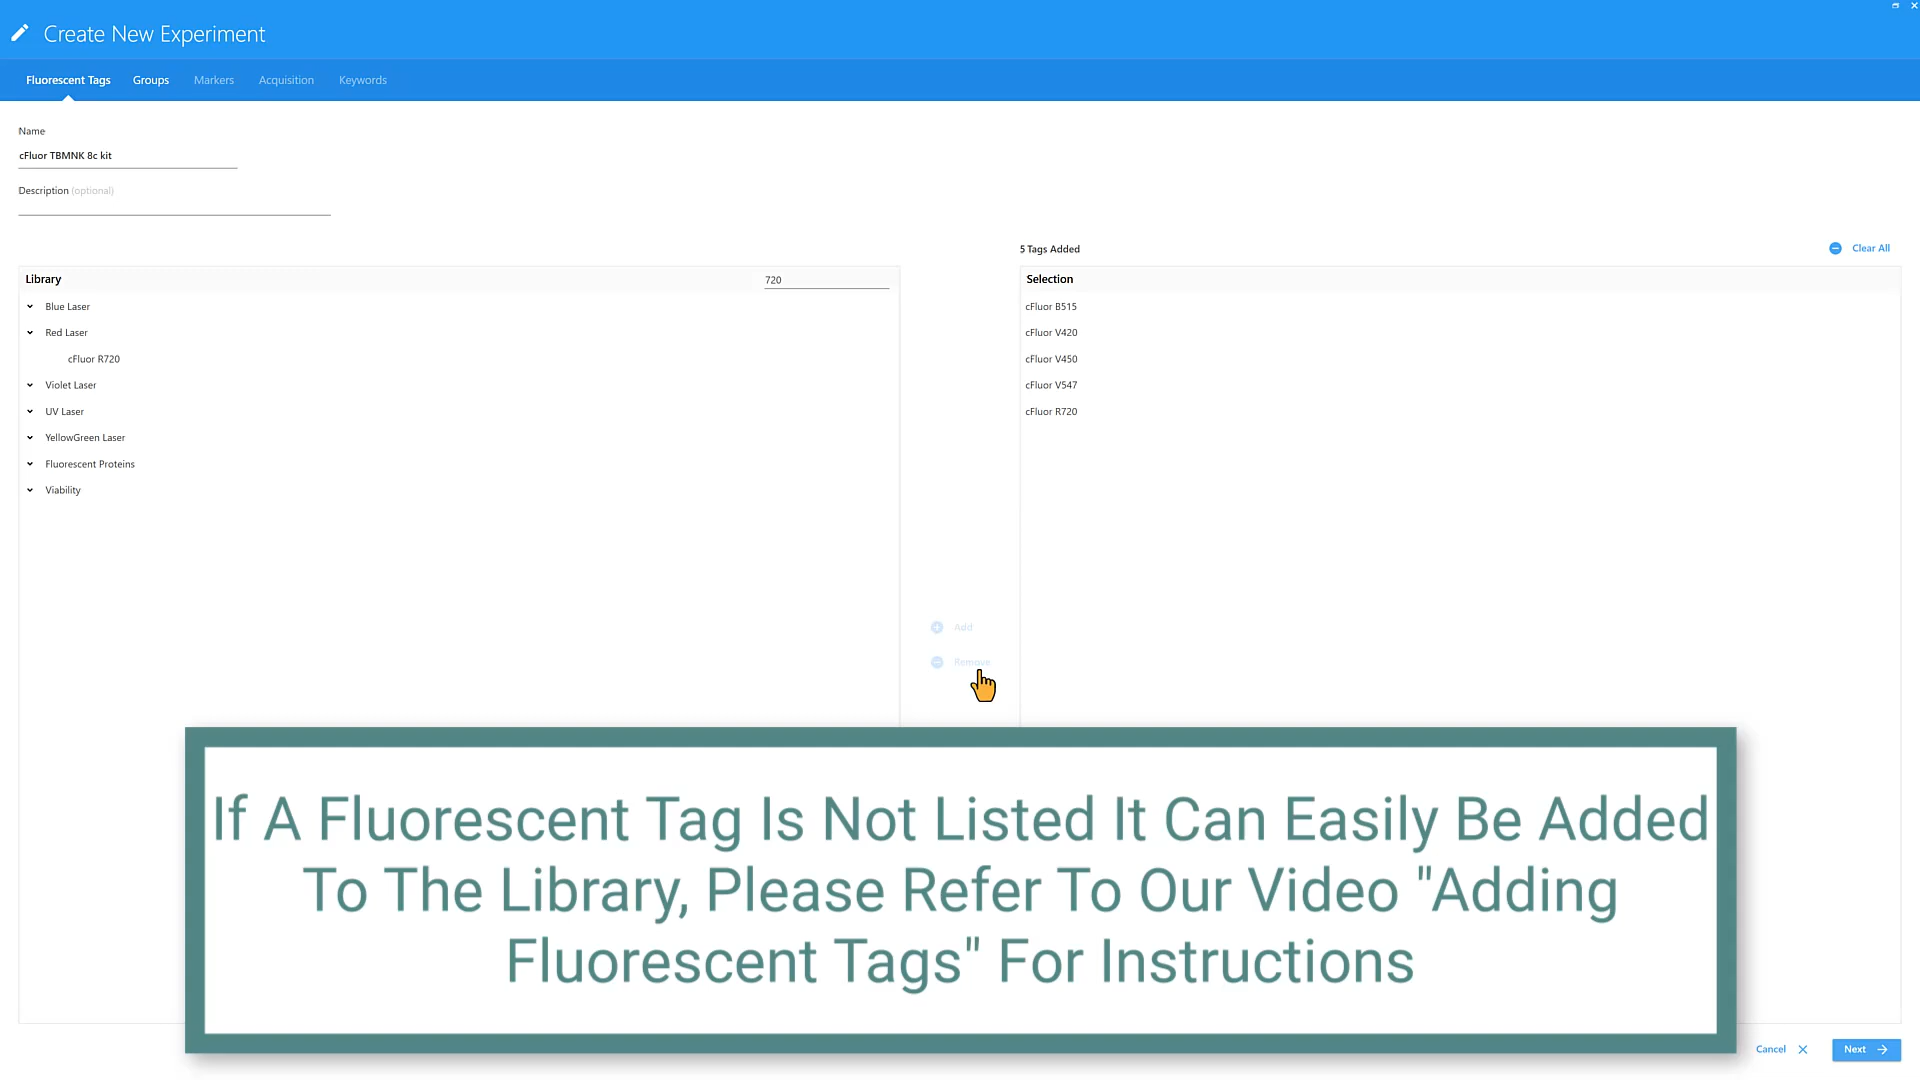 Create New Experiment
Fluorescent Tags Groups Markers Acquisition Keywords
Name
cFluor TBMNK 8c kit
Description (optional)
5 Tags Added
Clear All
Library
720
Selection
Blue Laser
Red Laser
cFluor R720
Violet Laser
UV Laser
YellowGreen Laser
Fluorescent Proteins
Viability
cFluor B515
cFluor V420
cFluor V450
cFluor V547
cFluor R720
Add
Remove
If A Fluorescent Tag Is Not Listed It Can Easily Be Added
To The Library, Please Refer To Our Video "Adding
Fluorescent Tags" For Instructions
Cancel
Next